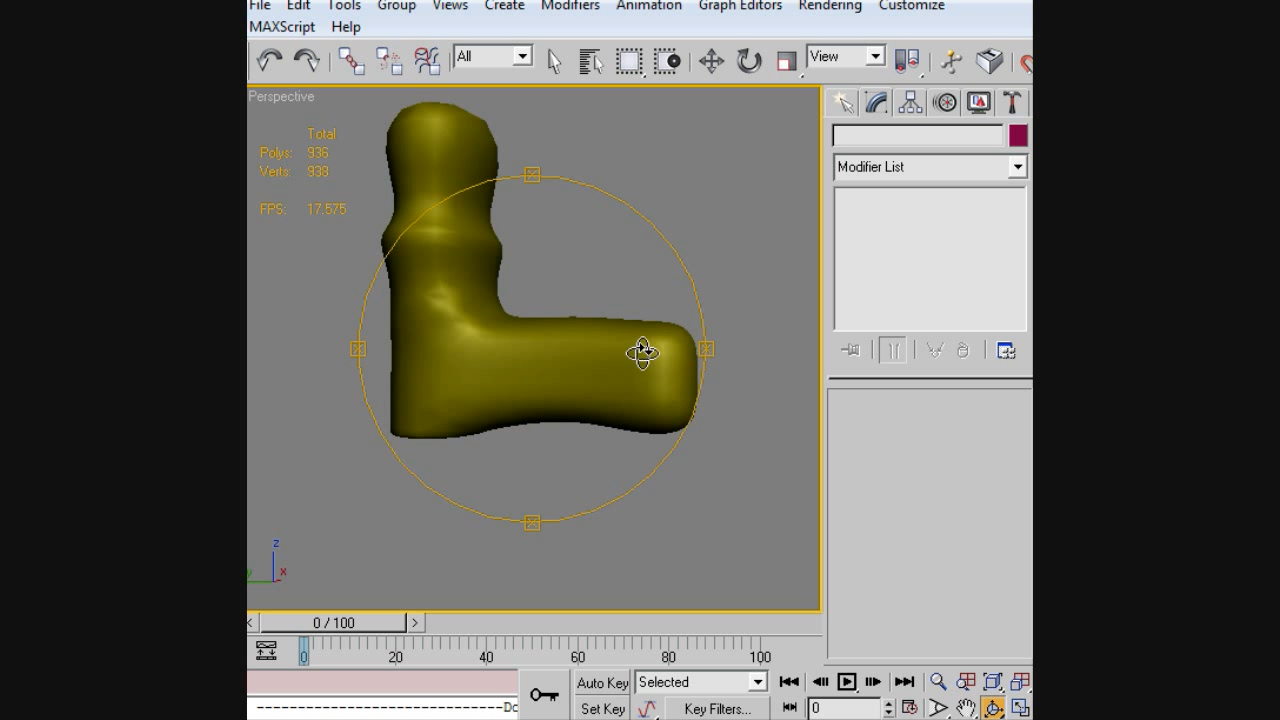 File Edit Tools Group Views Create Modifiers Animation Graph Editors Rendering Customize
MAXScript Help
All
View
Perspective
Total
Polys: 936
Verts: 938
FPS: 17.575
Modifier List
z
y
x
0 / 100
0 20 40 60 80 100
Auto Key
Selected
Set Key
Key Filters...
0